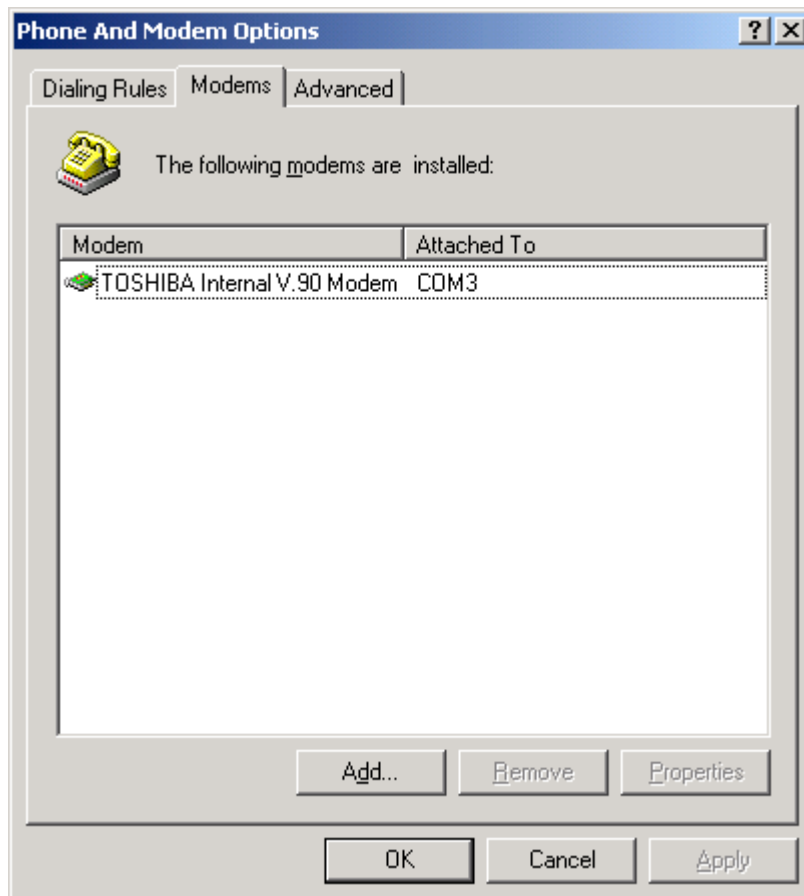 Phone And Modem Options
Dialing Rules Modems Advanced
The following modems are installed:
Modem Attached To
TOSHIBA Internal V.90 Modem COM3
Add... Remove Properties
OK Cancel Apply